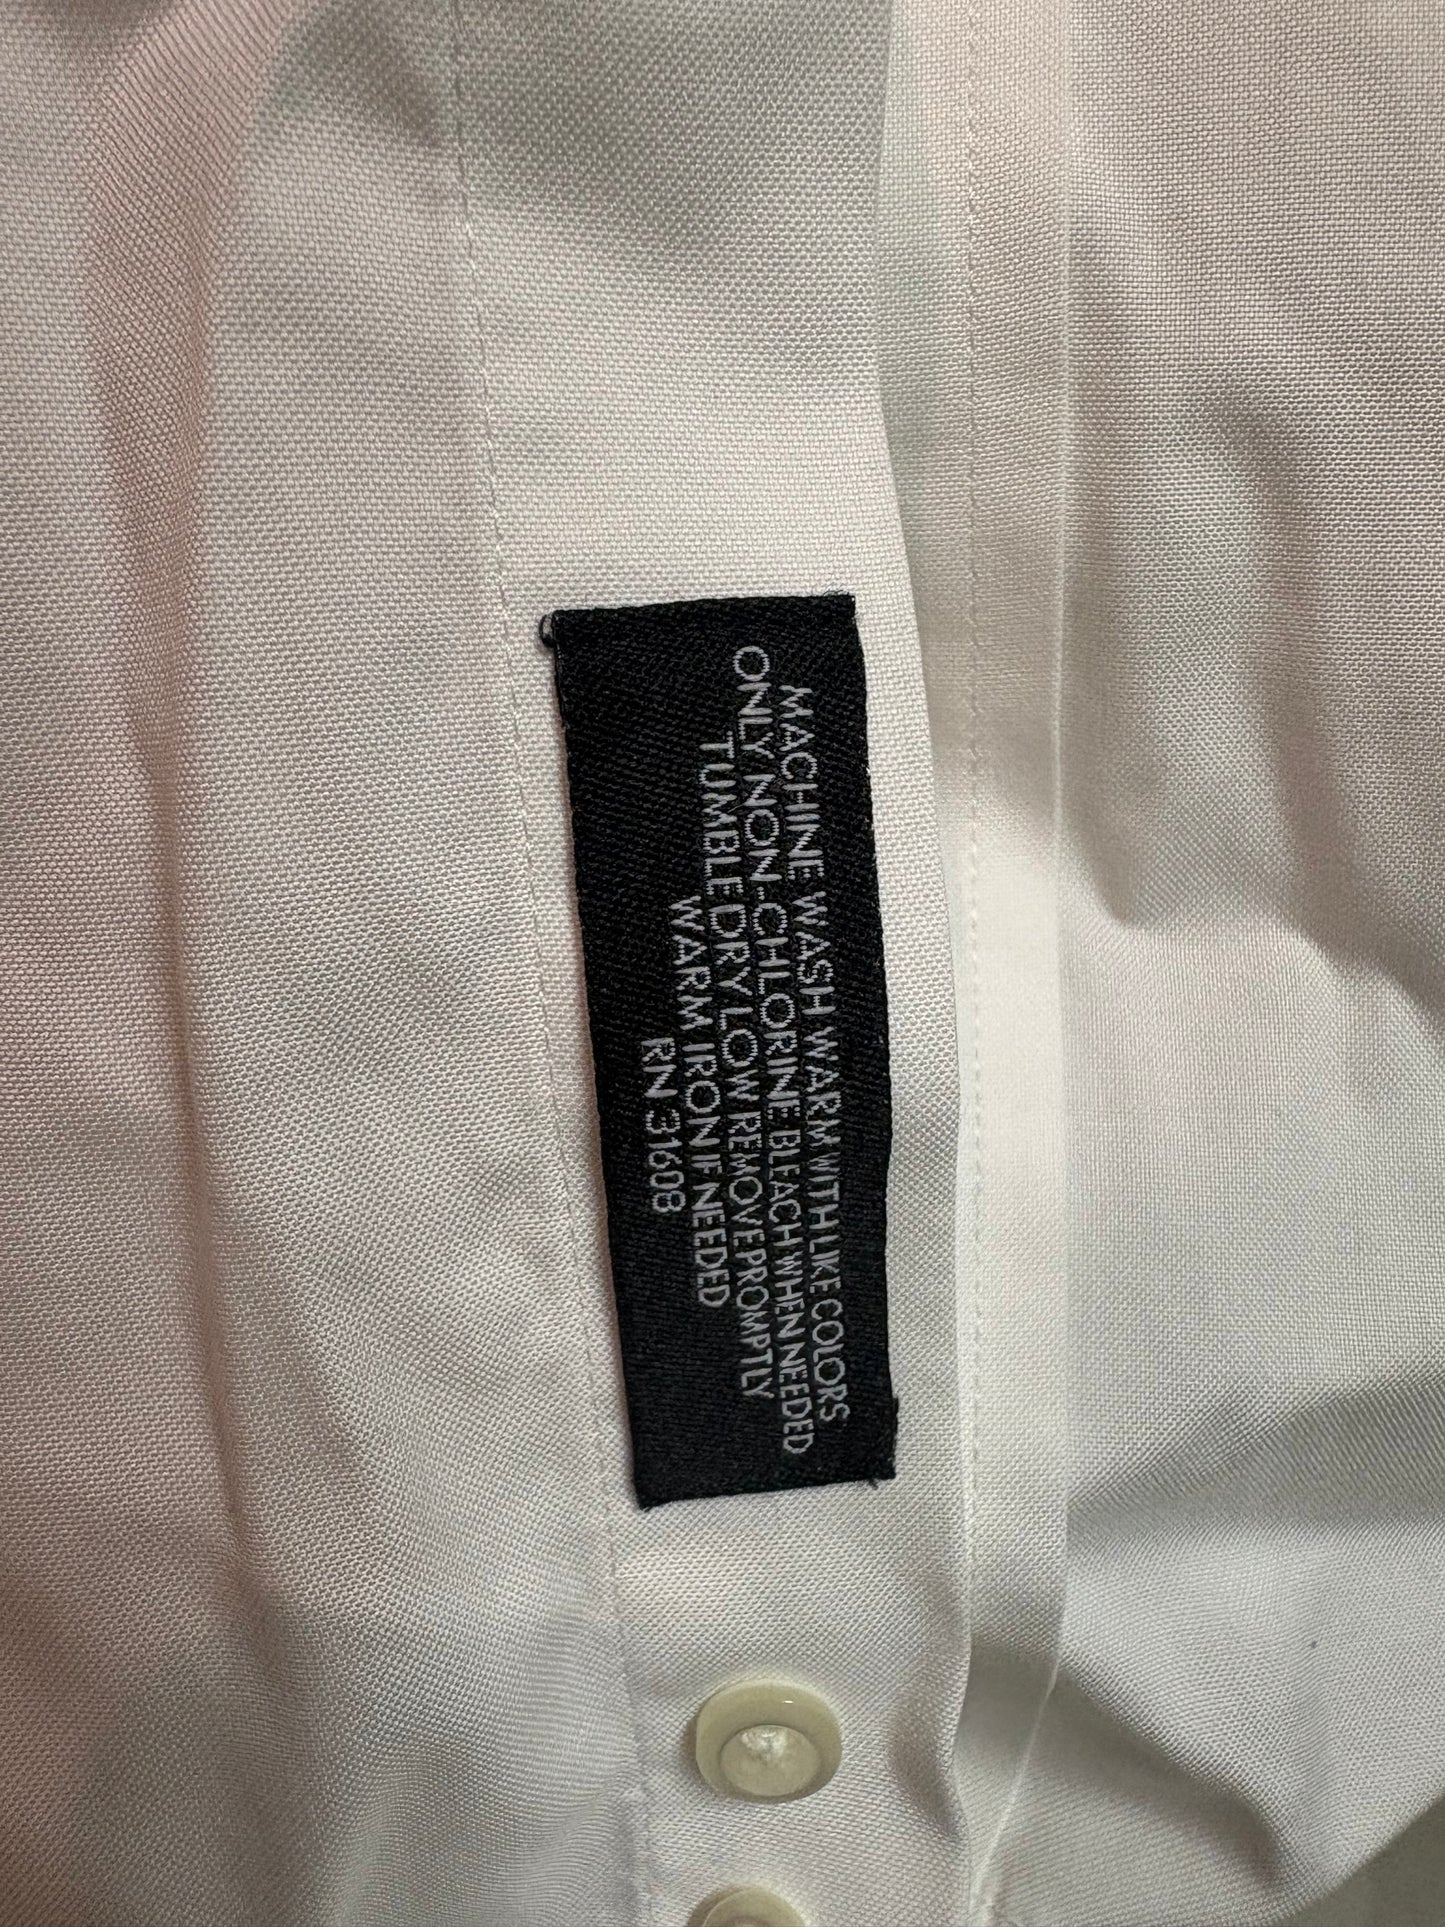 MACHINE WASH WARM WITH LIKE COLORS
ONLY NON-CHLORINE BLEACH WHEN NEEDED
TUMBLE DRY LOW REMOVE PROMPTLY
WARM IRON IF NEEDED
RN 31608